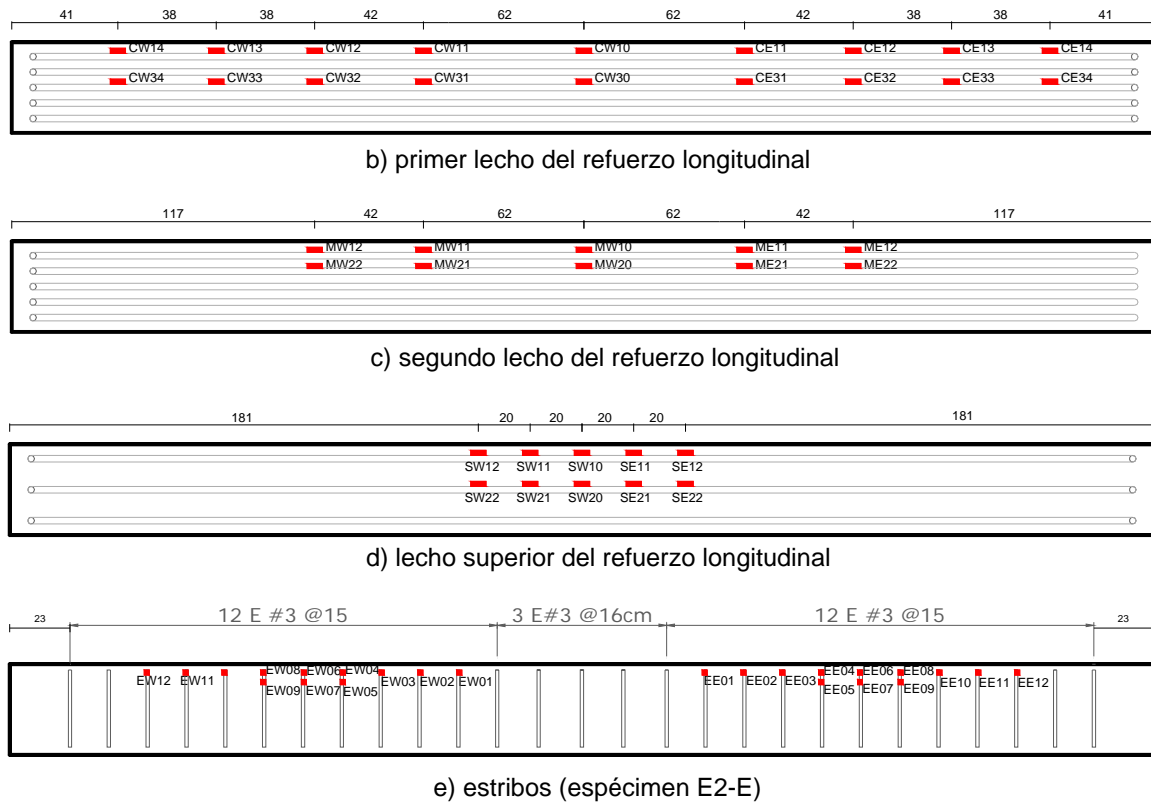 41 38 38 42 62 62 42 38 38 41
CW14 CW13 CW12 CW11 CW10 CE11 CE12 CE13 CE14
CW34 CW33 CW32 CW31 CW30 CE31 CE32 CE33 CE34
b) primer lecho del refuerzo longitudinal
117 42 62 62 42 117
MW12 MW11 MW10 ME11 ME12
MW22 MW21 MW20 ME21 ME22
c) segundo lecho del refuerzo longitudinal
181 20 20 20 20 181
SW12 SW11 SW10 SE11 SE12
SW22 SW21 SW20 SE21 SE22
d) lecho superior del refuerzo longitudinal
23 12 E #3 @15 3 E#3 @16cm 12 E #3 @15 23
EW08 EW06 EW04 EE04 EE06 EE08
EW12 EW11 EW03 EW02 EW01 EE01 EE02 EE03 EE10 EE11 EE12
EW09 EW07 EW05 EE05 EE07 EE09
e) estribos (espécimen E2-E)